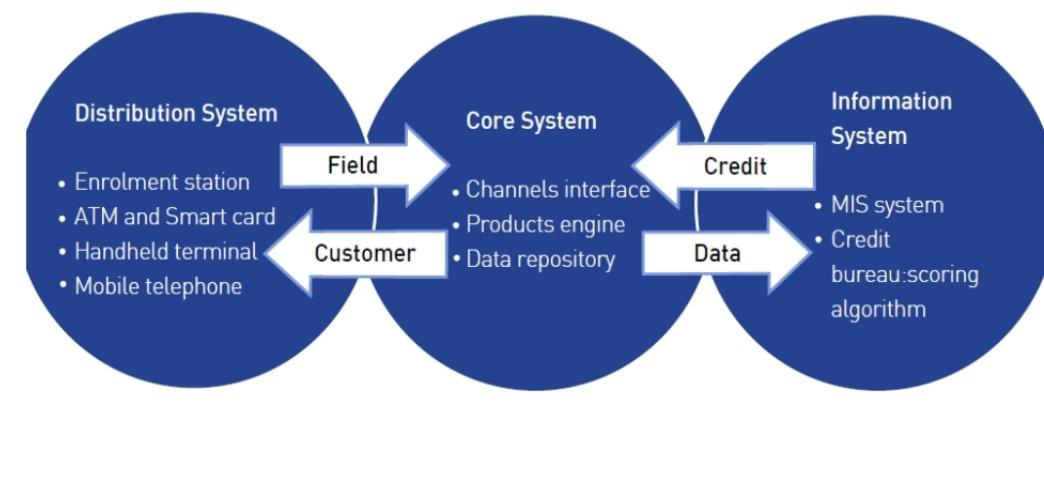 Distribution System
• Enrolment station
• ATM and Smart card
• Handheld terminal
• Mobile telephone
Field
Customer
Core System
• Channels interface
• Products engine
• Data repository
Credit
Data
Information
System
• MIS system
• Credit
bureau:scoring
algorithm